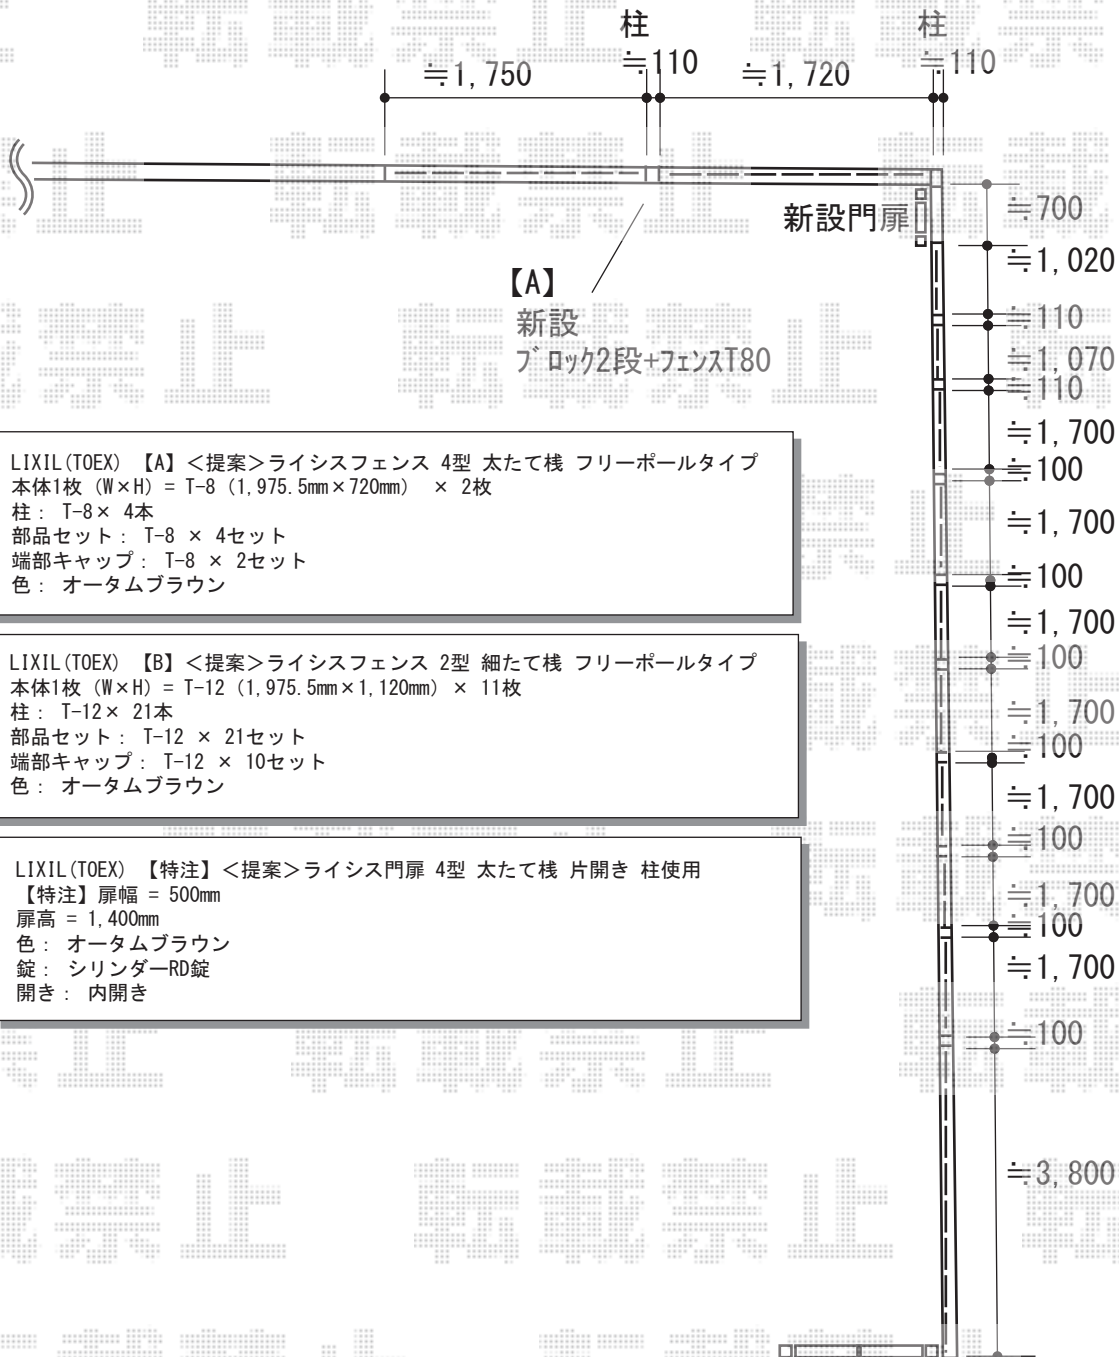 柱
柱
≒1,750
≒110
≒1,720
≒110
新設門扉
≒700
≒1,020
≒110
≒1,070
≒110
≒1,700
≒100
≒1,700
≒100
≒1,700
≒100
≒1,700
≒100
≒1,700
≒100
≒1,700
≒100
≒1,700
≒100
≒3,800
【A】
新設
ブロック2段+フェンスT80
LIXIL(TOEX) 【A】<提案>ライシスフェンス 4型 太たて桟 フリーポールタイプ
本体1枚 (W×H) = T-8 (1,975.5mm×720mm) × 2枚
柱: T-8× 4本
部品セット: T-8 × 4セット
端部キャップ: T-8 × 2セット
色: オータムブラウン
LIXIL(TOEX) 【B】<提案>ライシスフェンス 2型 細たて桟 フリーポールタイプ
本体1枚 (W×H) = T-12 (1,975.5mm×1,120mm) × 11枚
柱: T-12× 21本
部品セット: T-12 × 21セット
端部キャップ: T-12 × 10セット
色: オータムブラウン
LIXIL(TOEX) 【特注】<提案>ライシス門扉 4型 太たて桟 片開き 柱使用
【特注】扉幅 = 500mm
扉高 = 1,400mm
色: オータムブラウン
錠: シリンダーRD錠
開き: 内開き
転載禁止